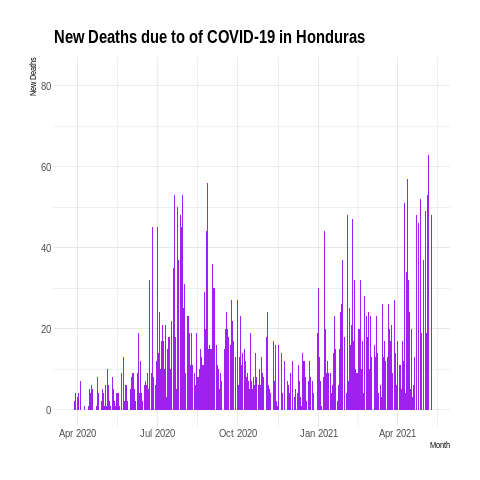 New Deaths due to of COVID-19 in Honduras
New Deaths
80
60
40
20
0
Apr 2020 Jul 2020 Oct 2020 Jan 2021 Apr 2021
Month